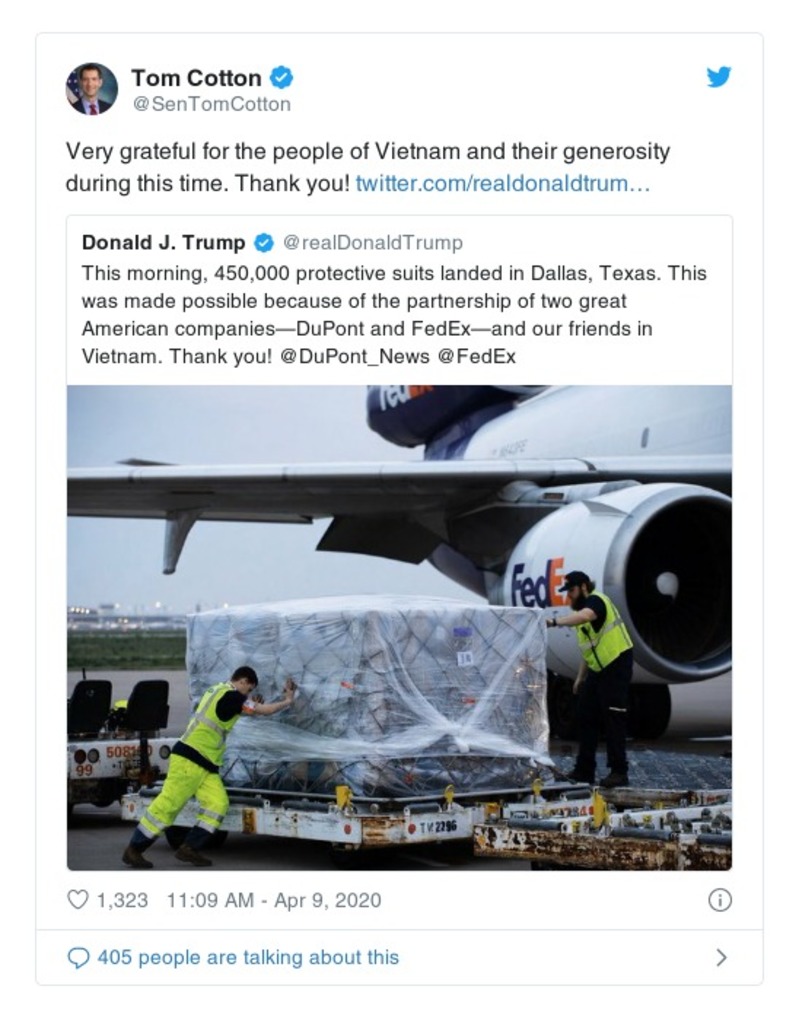 Tom Cotton
@SenTomCotton
Very grateful for the people of Vietnam and their generosity
during this time. Thank you! twitter.com/realdonaldtrum…
Donald J. Trump @realDonaldTrump
This morning, 450,000 protective suits landed in Dallas, Texas. This
was made possible because of the partnership of two great
American companies—DuPont and FedEx—and our friends in
Vietnam. Thank you! @DuPont_News @FedEx
FedEx
99
1,323 11:09 AM - Apr 9, 2020
405 people are talking about this